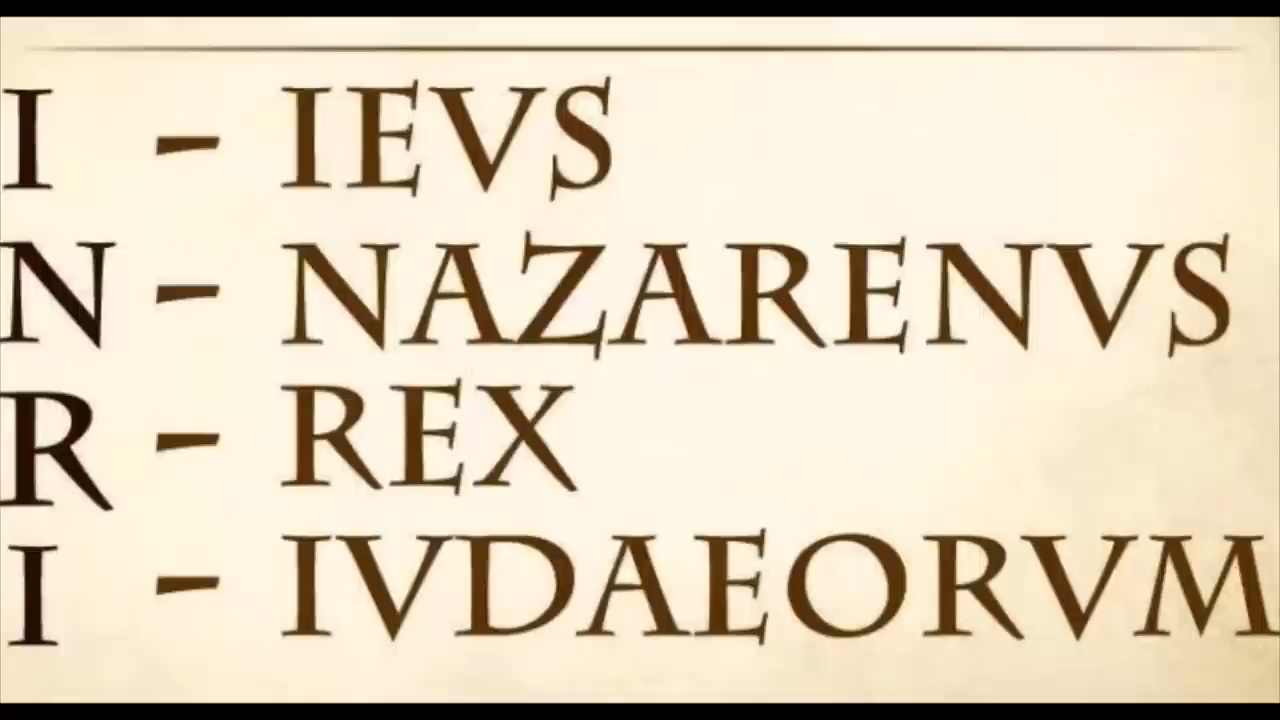 I - IEVS
N - NAZARENVS
R - REX
I - IVDAEORVM